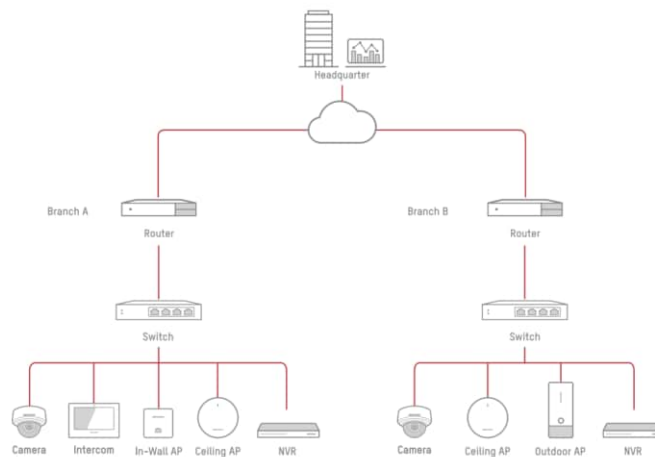 Headquarter
Branch A
Router
Branch B
Router
Switch
Switch
Camera
Intercom
In-Wall AP
Ceiling AP
NVR
Camera
Ceiling AP
Outdoor AP
NVR